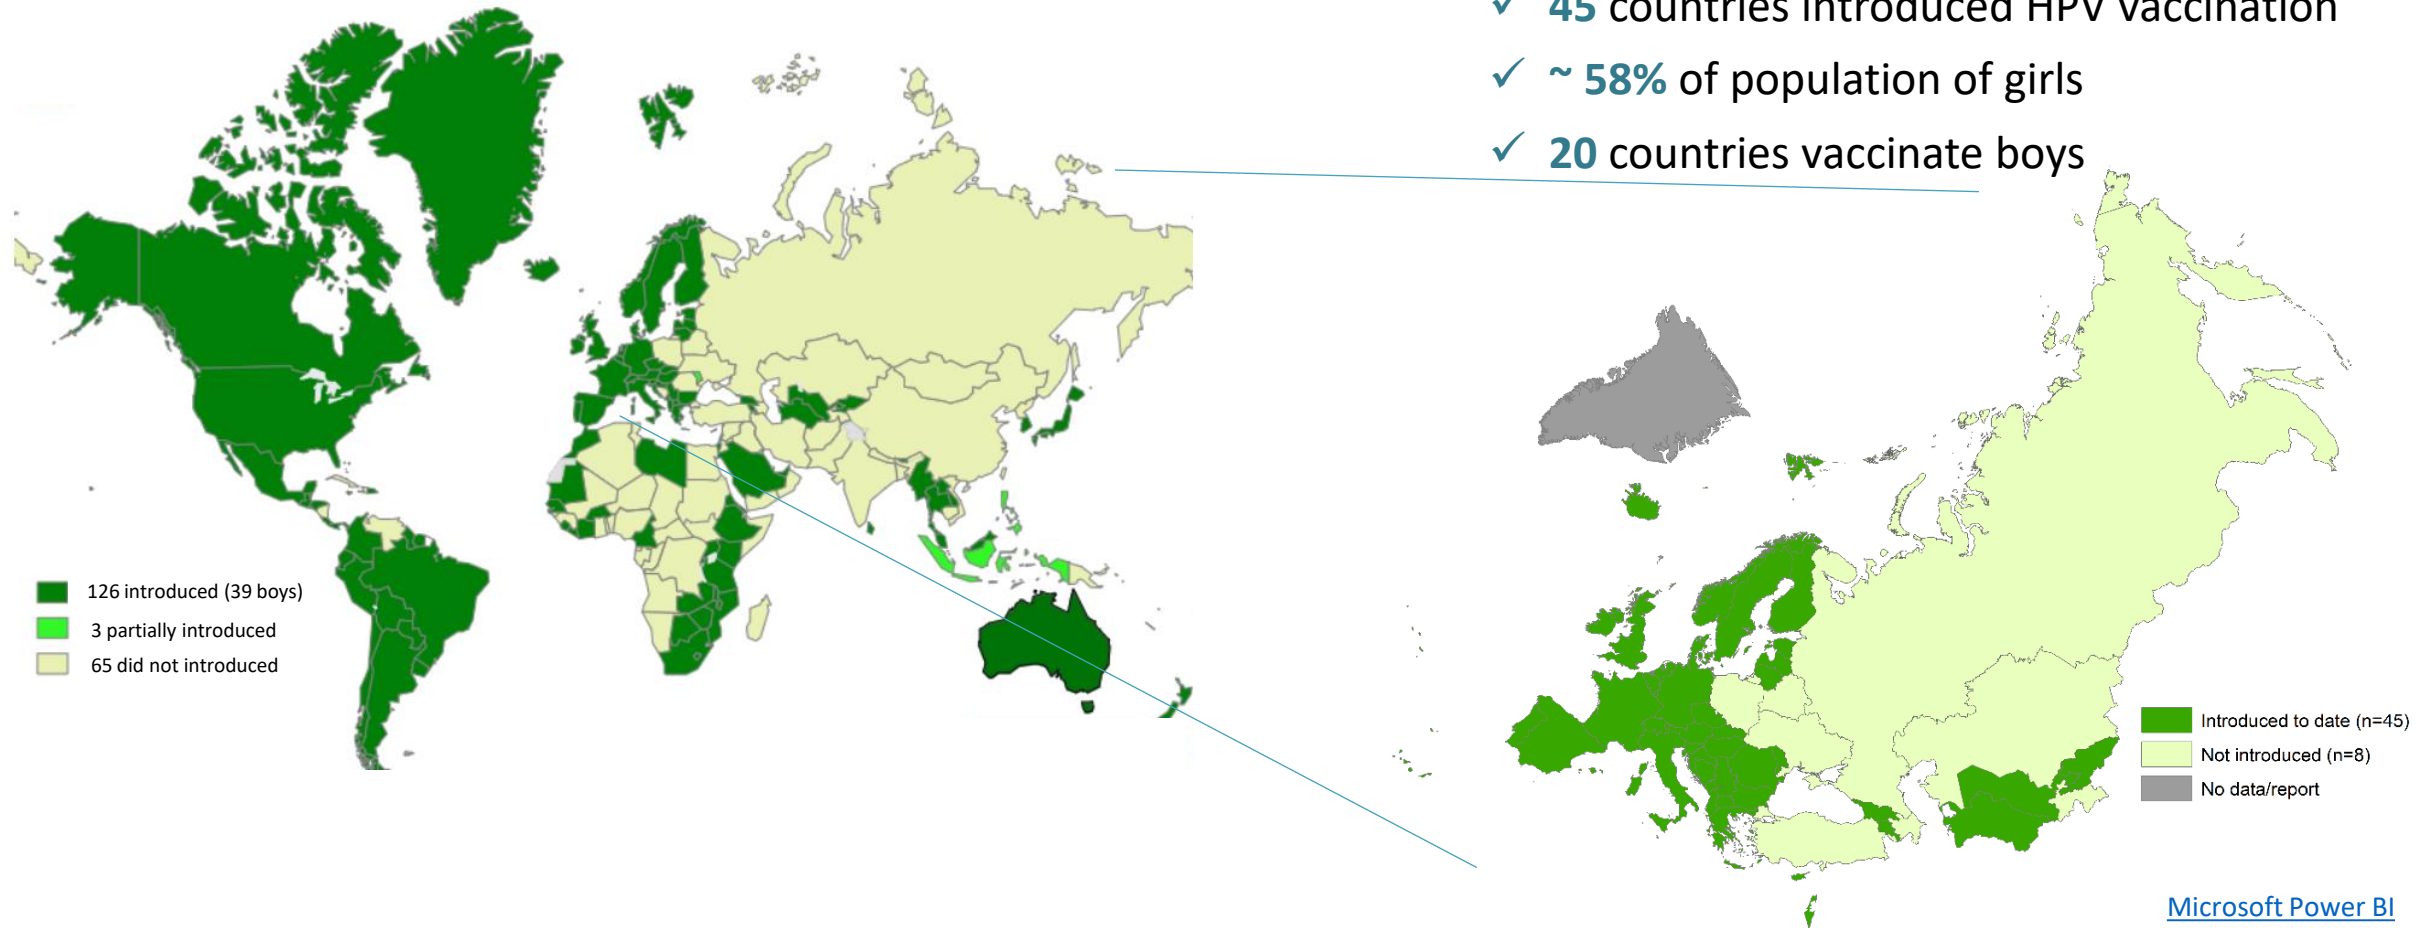 ✓ 45 countries introduced HPV vaccination
✓ ~ 58% of population of girls
✓ 20 countries vaccinate boys
126 introduced (39 boys)
3 partially introduced
65 did not introduced
Introduced to date (n=45)
Not introduced (n=8)
No data/report
Microsoft Power BI